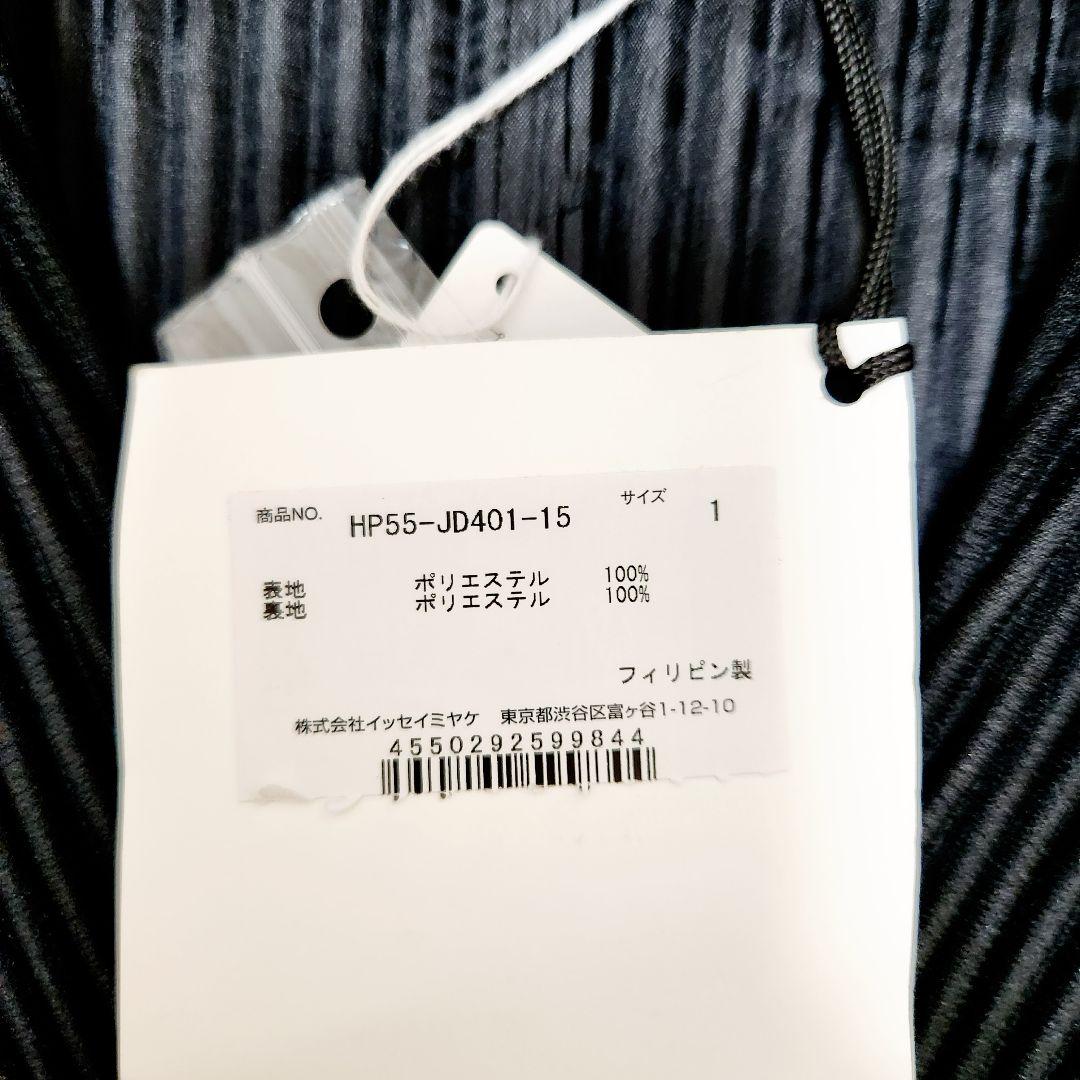 商品NO. HP55-JD401-15 サイズ 1
表地 ポリエステル 100%
裏地 ポリエステル 100%
フィリピン製
株式会社イッセイミヤケ 東京都渋谷区富ヶ谷1-12-10
4550292599844